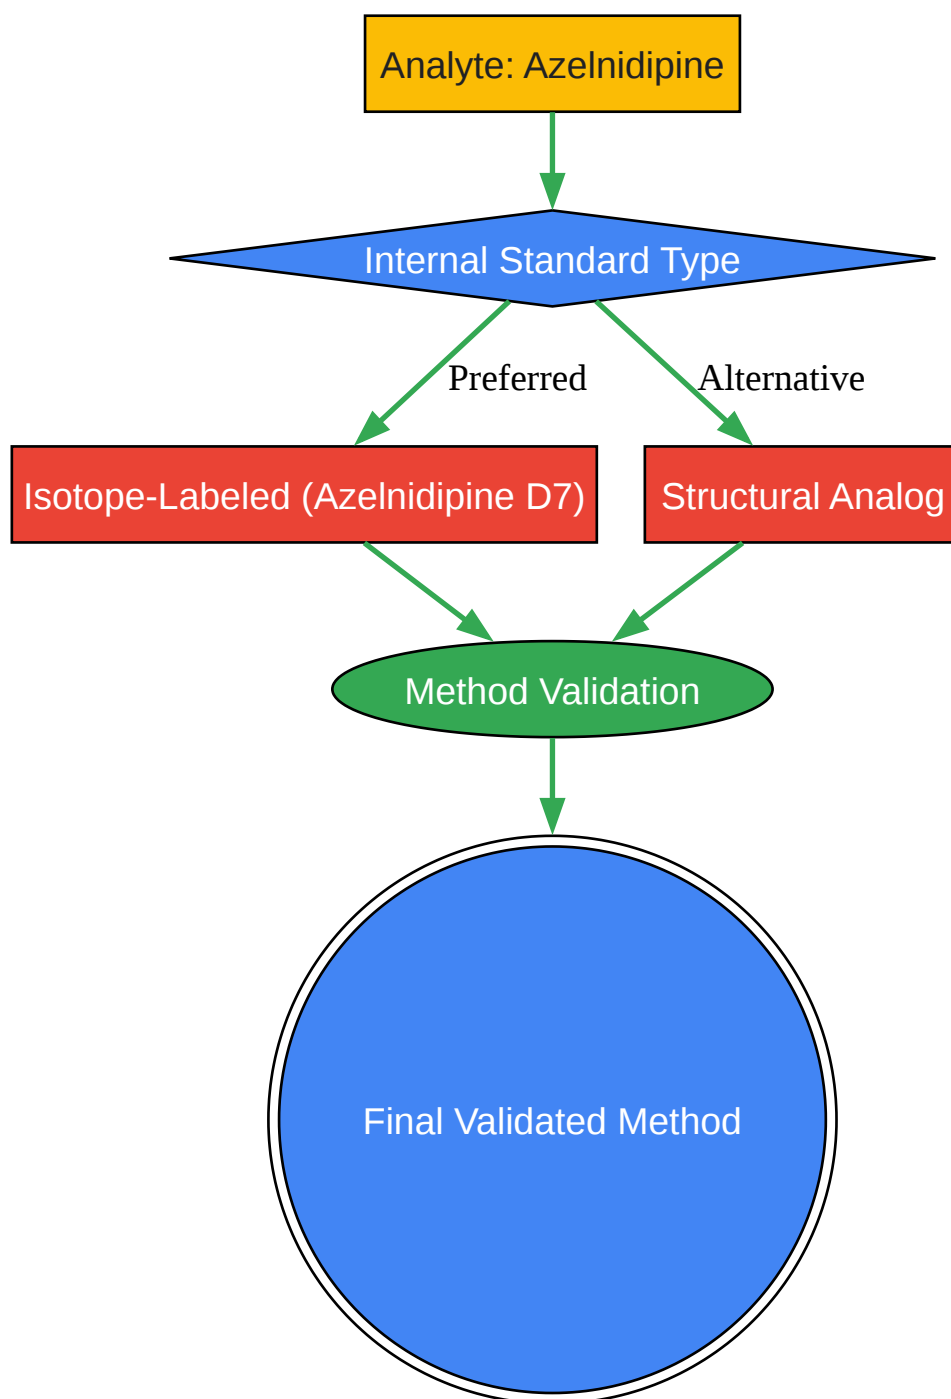 Analyte: Azelnidipine
Internal Standard Type
Preferred
Alternative
Isotope-Labeled (Azelnidipine D7)
Structural Analog
Method Validation
Final Validated Method